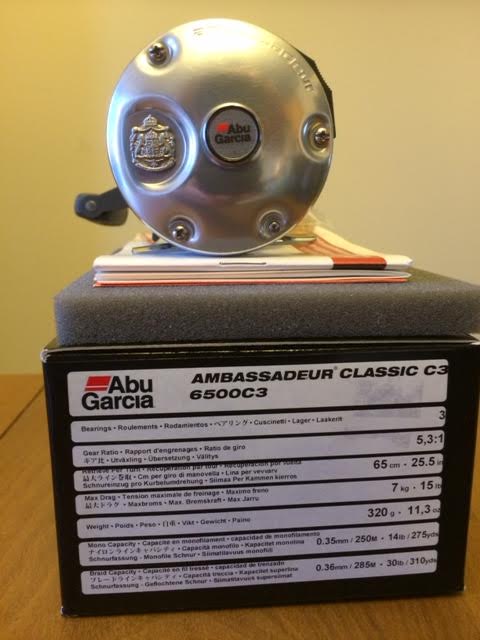 Ambassadeur
Abu
Garcia
Abu
Garcia
AMBASSADEUR® CLASSIC C3
6500C3
Bearings • Roulements • Rodamientos • ベアリング • Cuscinetti • Lager • Laakerit
3
Gear Ratio • Rapport d'engrenages • Ratio de giro
ギア比 • Utväxling • Übersetzung • Välitys
5,3:1
Retrieve Per Turn • Récupération par tour • Recuperación por vuelta
最大ライン巻取 • Cm per giro di manovella • Lina per vevvarv
Schnureinzug pro Kurbelumdrehung • Siimaa Per Kammen kierros
65 cm - 25.5 in
Max Drag • Tension maximale de freinage • Maximo freno
最大ドラグ • Maxbroms • Max. Bremskraft • Max Jarru
7 kg - 15 lb
Weight • Poids • Peso • 自重 • Vikt • Gewicht • Paino
320 g - 11,3 oz
Mono Capacity • Capacité en monofilament • capacidad de monofilamento
ナイロンラインキャパシティ • Capacità monofilo • Kapacitet monolina
Schnurfassung - Monofile Schnur • Siimatilavuus monofiili
0.35mm / 250M - 14lb / 275yds
Braid Capacity • Capacité en fil tressé • capacidad de trenzado
ブレードラインキャパシティ • Capacità treccia • Kapacitet superlina
Schnurfassung - Geflochtene Schnur • Siimatilavuus supersiimat
0.36mm / 285M - 30lb / 310yds